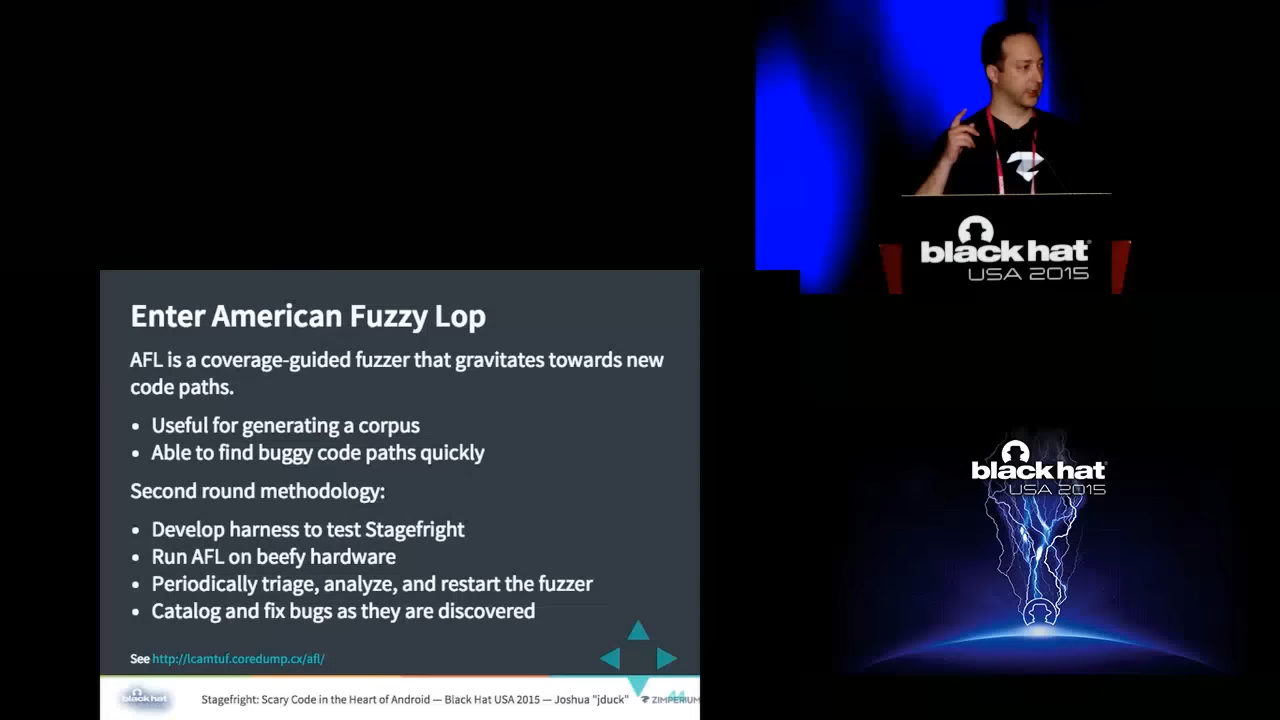 black hat
USA 2015
Enter American Fuzzy Lop
AFL is a coverage-guided fuzzer that gravitates towards new
code paths.
• Useful for generating a corpus
• Able to find buggy code paths quickly
Second round methodology:
• Develop harness to test Stagefright
• Run AFL on beefy hardware
• Periodically triage, analyze, and restart the fuzzer
• Catalog and fix bugs as they are discovered
See http://lcamtuf.coredump.cx/afl/
black hat
Stagefright: Scary Code in the Heart of Android — Black Hat USA 2015 — Joshua "jduck"
44
ZIMPERIUM
black hat
USA 2015